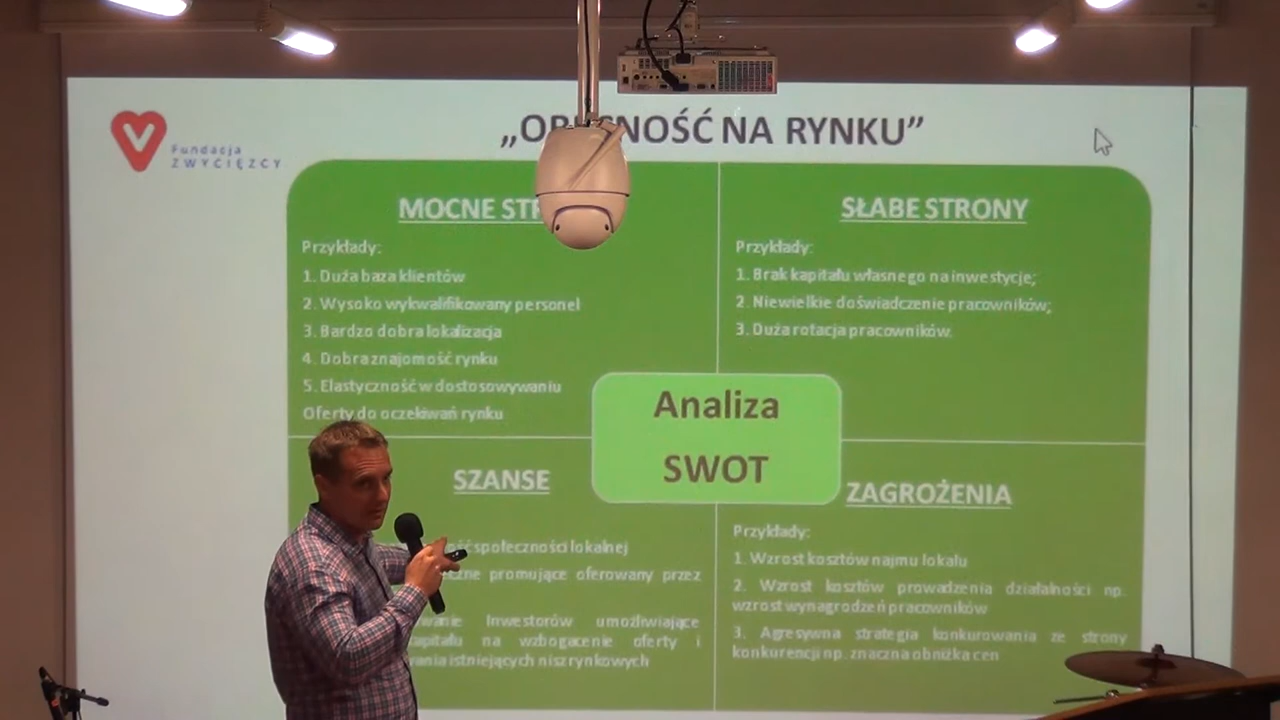 Fundacja
ZWYCIĘZCY
NA RYNKU”
MOCNE
Przykłady:
1. Duża baza klientów
2. Wysoko wykwalifikowany personel
3. Bardzo dobra lokalizacja
4. Dobra znajomość rynku
5. Elastyczność w dostosowywaniu
Oferty do oczekiwań rynku
SŁABE STRONY
Przykłady:
1. Brak kapitału własnego na inwestycje;
2. Niewielkie doświadczenie pracowników;
3. Duża rotacja pracowników.
Analiza
SWOT
SZANSE
społeczności lokalnej
promujące oferowany przez
Inwestorów umożliwiające
na wzbogacenie oferty i
istniejących nisz rynkowych
ZAGROŻENIA
Przykłady:
1. Wzrost kosztów najmu lokalu
2. Wzrost kosztów prowadzenia działalności np.
wzrost wynagrodzeń pracowników
3. Agresywna strategia konkurowania ze strony
konkurencji np. znaczna obniżka cen